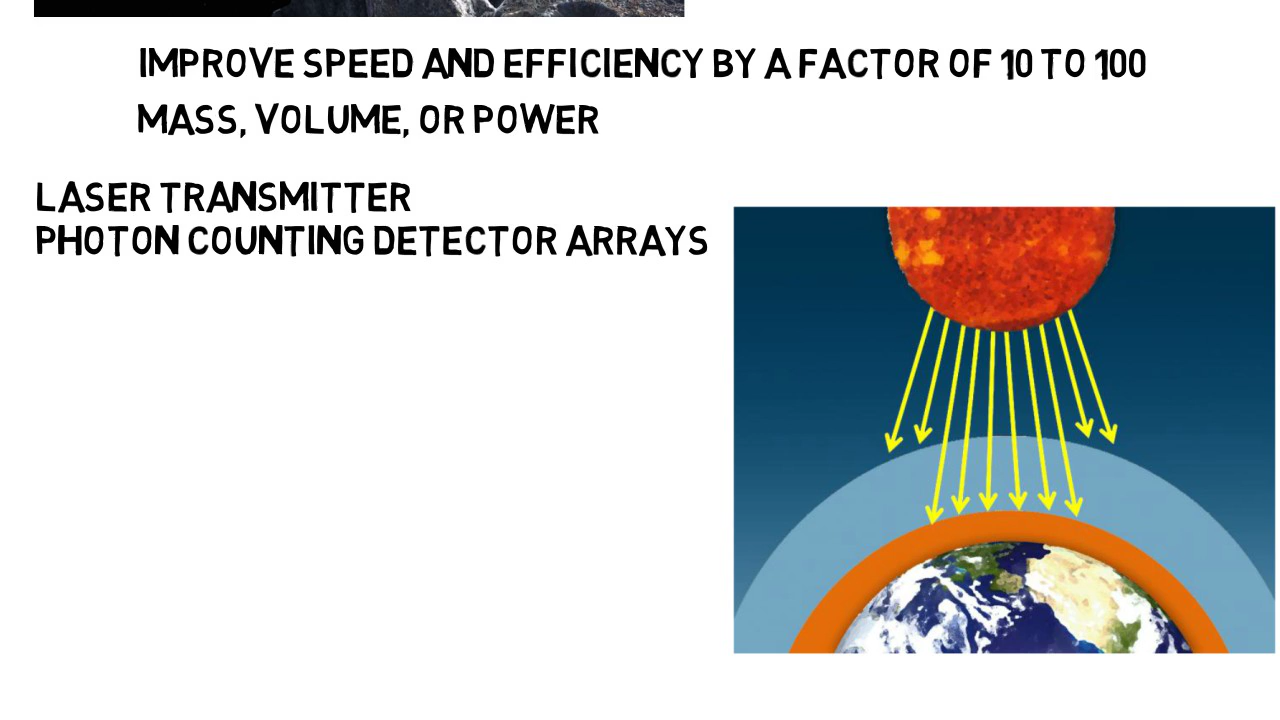 IMPROVE SPEED AND EFFICIENCY BY A FACTOR OF 10 TO 100
MASS, VOLUME, OR POWER
LASER TRANSMITTER
PHOTON COUNTING DETECTOR ARRAYS